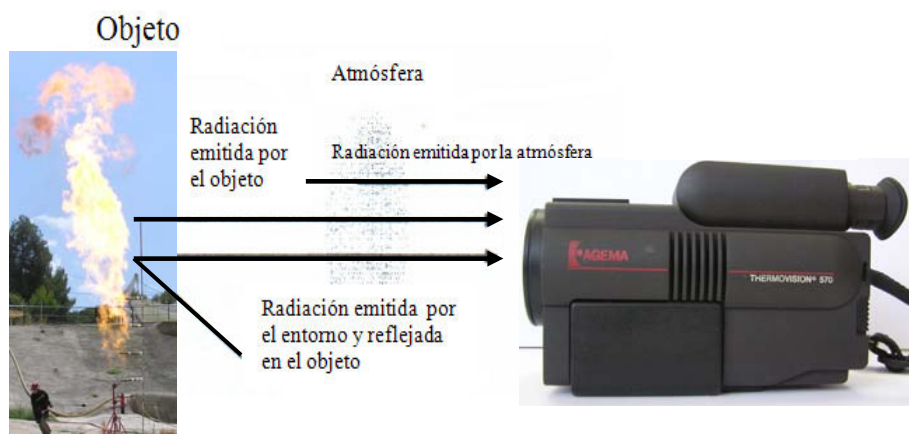 Objeto
Atmósfera
Radiación
emitida por
el objeto
Radiación emitida por la atmósfera
AGEMA
THERMOVISION® 570
Radiación emitida por
el entorno y reflejada
en el objeto